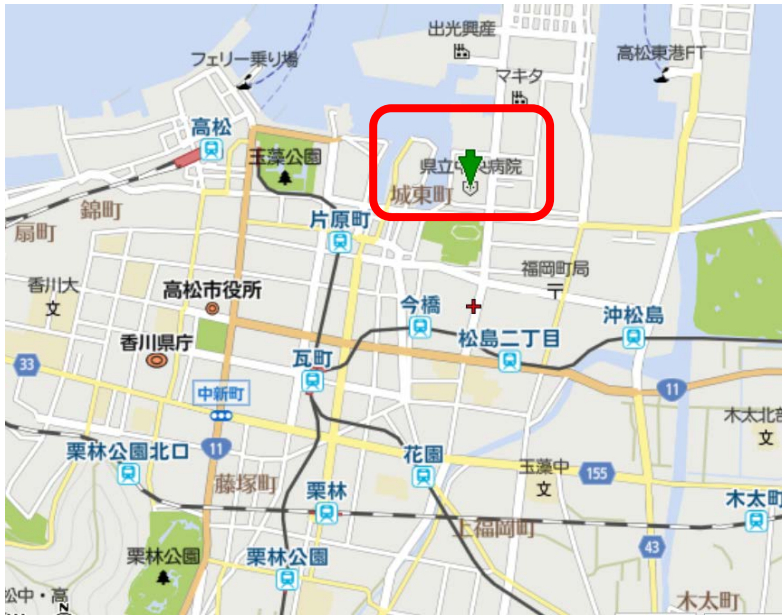 出光興産
フェリー乗り場
高松東港FT
マキタ
高松
玉藻公園
県立中央病院
城東町
錦町
片原町
扇町
福岡町局
香川大
文
高松市役所
今橋
沖松島
松島二丁目
香川県庁
33
瓦町
中新町
11
木太北部
文
11
栗林公園北口
花園
玉藻中
文
155
藤塚町
栗林
木太町
上福岡町
43
栗林公園
栗林公園
松中・高
木太町